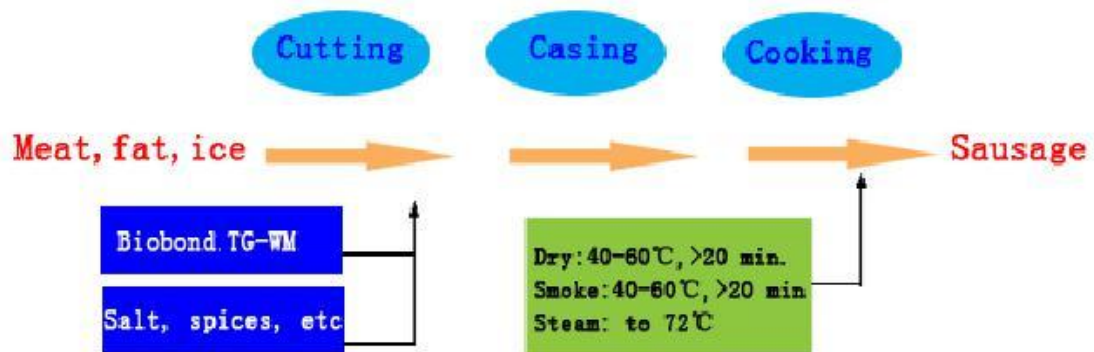 Cutting
Casing
Cooking
Meat, fat, ice
Sausage
Biobond.TG-WM
Salt, spices, etc
Dry:40-60℃,>20 min.
Smoke:40-60℃,>20 min
Steam: to 72℃